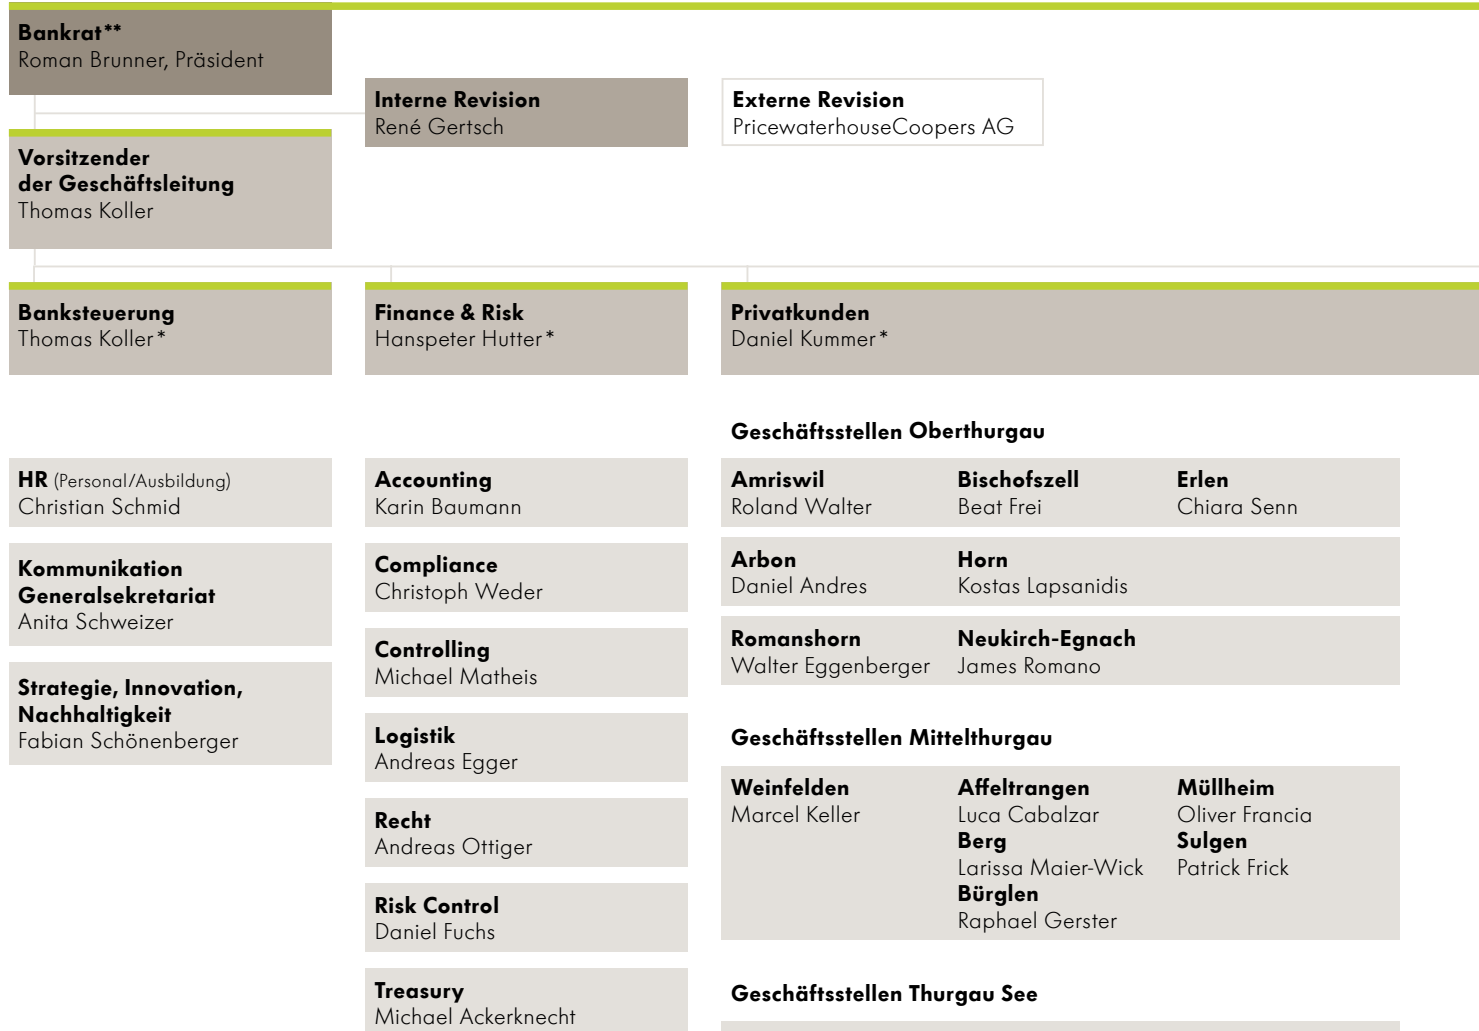 Bankrat**
Roman Brunner, Präsident
Interne Revision
René Gertsch
Externe Revision
PricewaterhouseCoopers AG
Vorsitzender
der Geschäftsleitung
Thomas Koller
Banksteuerung
Thomas Koller*
Finance & Risk
Hanspeter Hutter*
Privatkunden
Daniel Kummer*
HR (Personal/Ausbildung)
Christian Schmid
Kommunikation
Generalsekretariat
Anita Schweizer
Strategie, Innovation,
Nachhaltigkeit
Fabian Schönenberger
Accounting
Karin Baumann
Compliance
Christoph Weder
Controlling
Michael Matheis
Logistik
Andreas Egger
Recht
Andreas Ottiger
Risk Control
Daniel Fuchs
Treasury
Michael Ackerknecht
Geschäftsstellen Oberthurgau
Amriswil
Roland Walter
Bischofszell
Beat Frei
Erlen
Chiara Senn
Arbon
Daniel Andres
Horn
Kostas Lapsanidis
Romanshorn
Walter Eggenberger
Neukirch-Egnach
James Romano
Geschäftsstellen Mittelthurgau
Weinfelden
Marcel Keller
Affeltrangen
Luca Cabalzar
Berg
Larissa Maier-Wick
Bürglen
Raphael Gerster
Müllheim
Oliver Francia
Sulgen
Patrick Frick
Geschäftsstellen Thurgau See